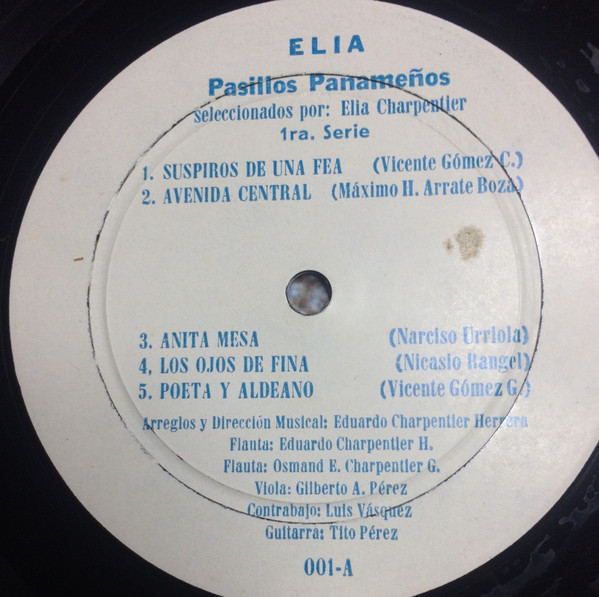 ELIA
Pasillos Panameños
Seleccionados por: Elia Charpentier
1ra. Serie
1. SUSPIROS DE UNA FEA (Vicente Gómez C.)
2. AVENIDA CENTRAL (Máximo H. Arrate Boza)
3. ANITA MESA (Narciso Urriola)
4, LOS OJOS DE FINA (Nicasio Rangel)
5. POETA Y ALDEANO (Vicente Gómez G.)
Arreglos y Dirección Musical: Eduardo Charpentier Herrera
Flauta: Eduardo Charpentier H.
Flauta: Osmand E. Charpentier G.
Viola: Gilberto A. Pérez
Contrabajo: Luis Vásquez
Guitarra: Tito Pérez
001-A